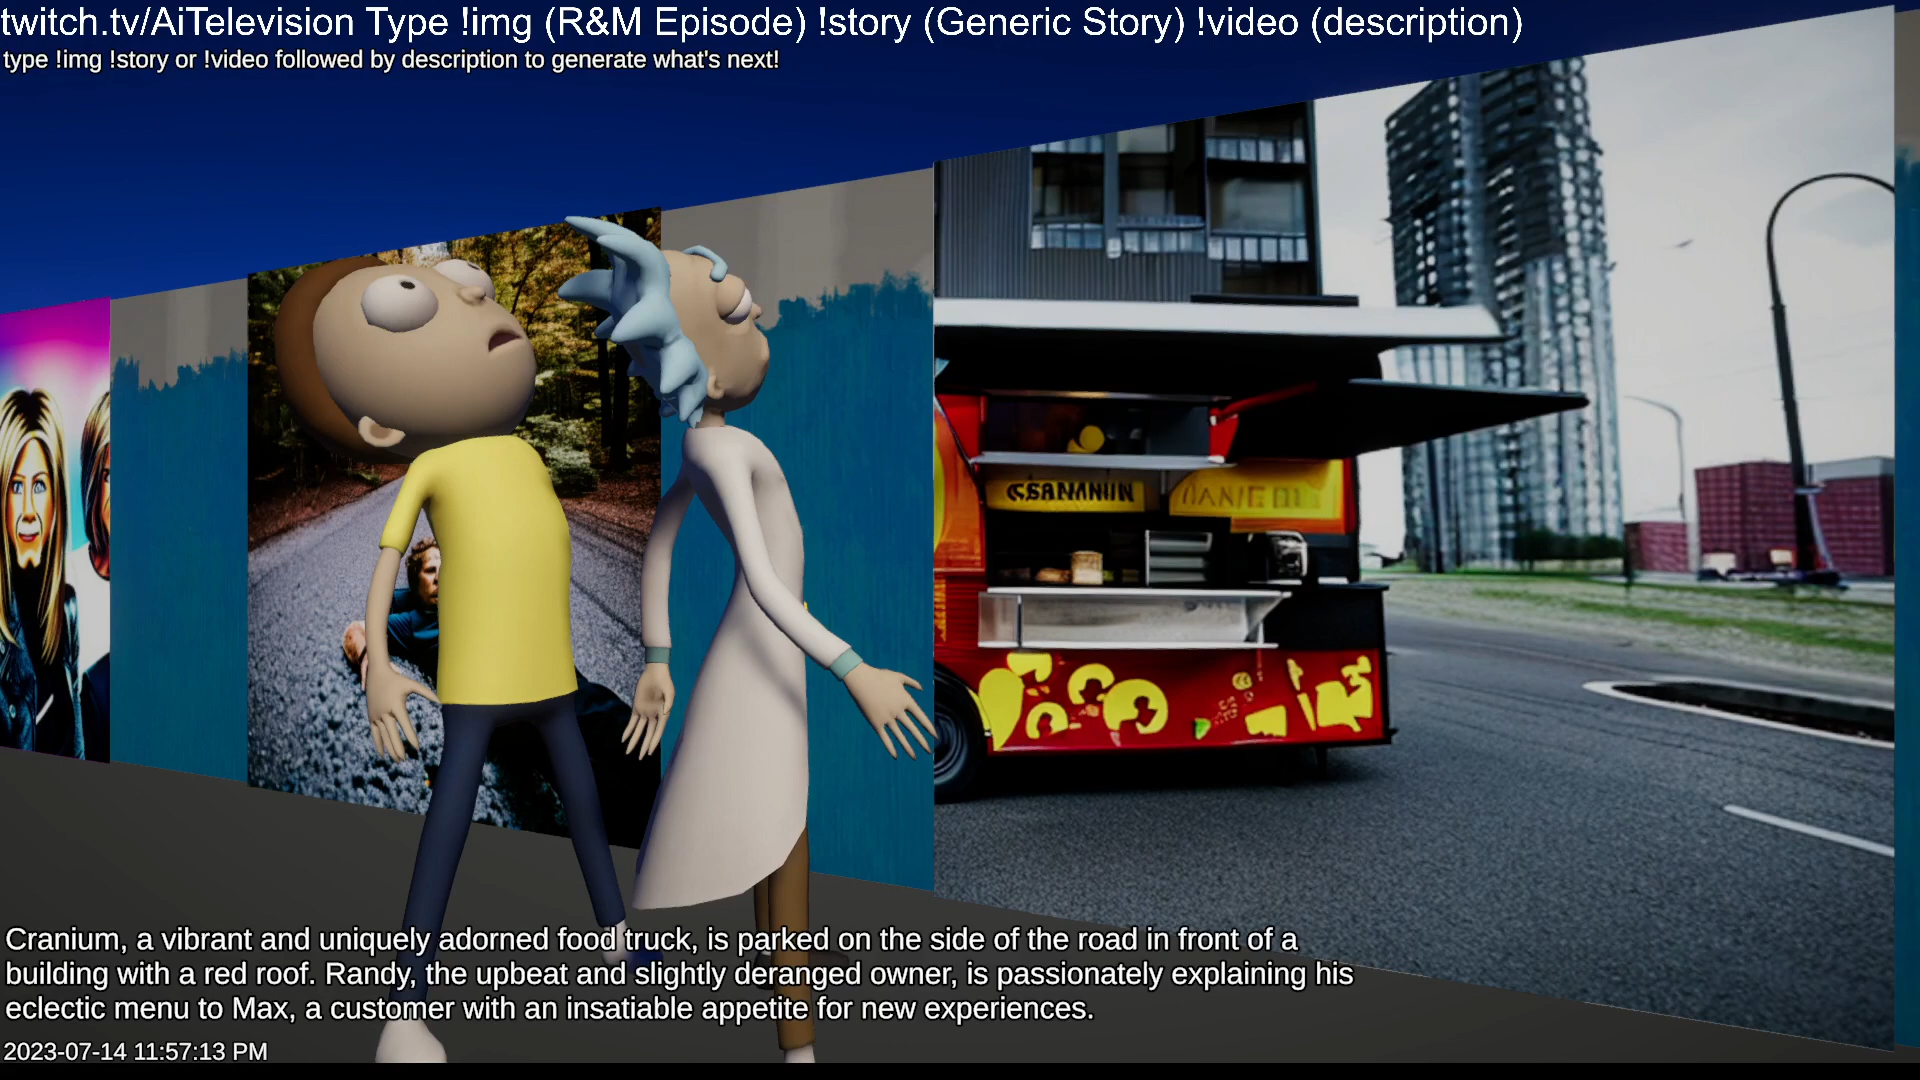 twitch.tv/AiTelevision Type !img (R&M Episode) !story (Generic Story) !video (description)
type !img !story or !video followed by description to generate what's next!
Cranium, a vibrant and uniquely adorned food truck, is parked on the side of the road in front of a
building with a red roof. Randy, the upbeat and slightly deranged owner, is passionately explaining his
eclectic menu to Max, a customer with an insatiable appetite for new experiences.
2023-07-14 11:57:13 PM